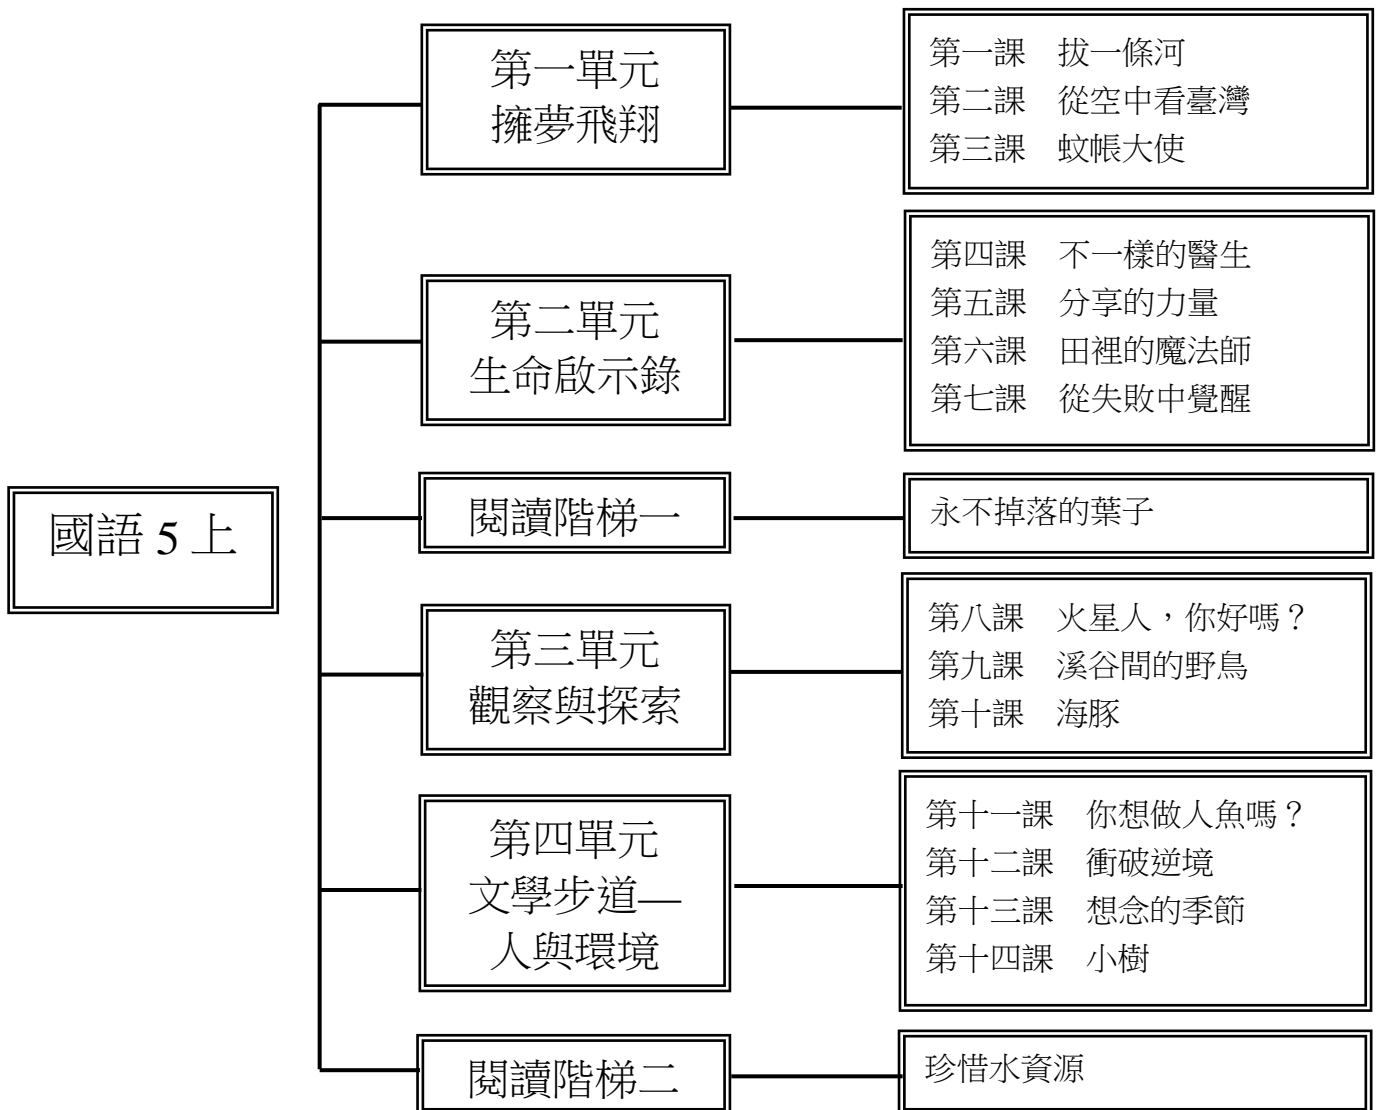 國語 5 上
第一單元
擁夢飛翔
第一課　拔一條河
第二課　從空中看臺灣
第三課　蚊帳大使
第二單元
生命啟示錄
第四課　不一樣的醫生
第五課　分享的力量
第六課　田裡的魔法師
第七課　從失敗中覺醒
閱讀階梯一
永不掉落的葉子
第三單元
觀察與探索
第八課　火星人，你好嗎？
第九課　溪谷間的野鳥
第十課　海豚
第四單元
文學步道—
人與環境
第十一課　你想做人魚嗎？
第十二課　衝破逆境
第十三課　想念的季節
第十四課　小樹
閱讀階梯二
珍惜水資源